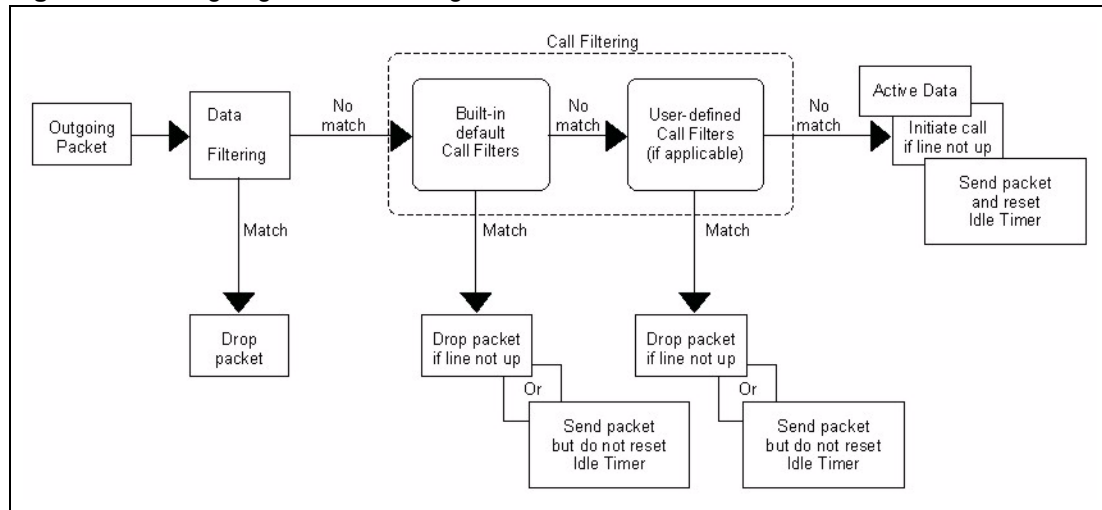 Call Filtering
Outgoing
Packet
Data
Filtering
No
match
Built-in
default
Call Filters
No
match
User-defined
Call Filters
(if applicable)
No
match
Active Data
Initiate call
if line not up
Send packet
and reset
Idle Timer
Match
Match
Match
Drop
packet
Drop packet
if line not up
Or
Send packet
but do not reset
Idle Timer
Drop packet
if line not up
Or
Send packet
but do not reset
Idle Timer